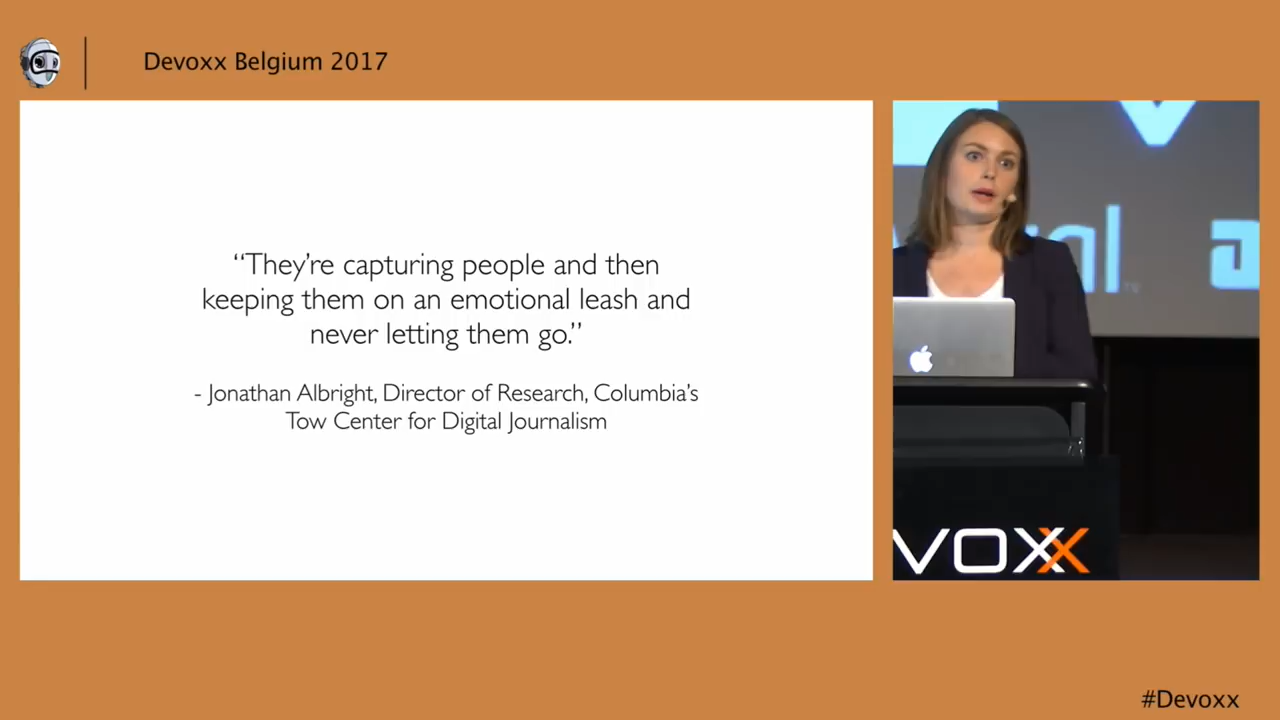 Devoxx Belgium 2017
“They’re capturing people and then
keeping them on an emotional leash and
never letting them go.”
- Jonathan Albright, Director of Research, Columbia’s
Tow Center for Digital Journalism
VOXX
#Devoxx